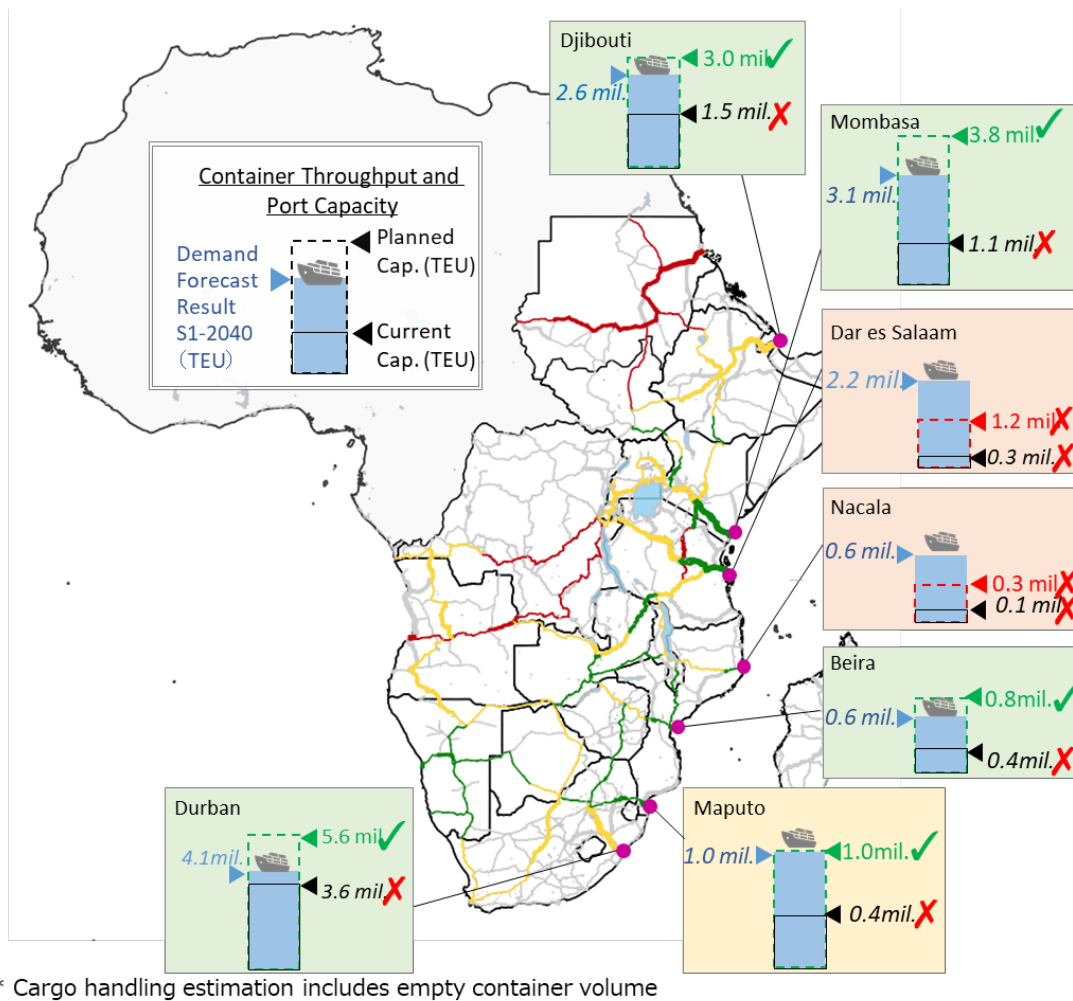 Djibouti
3.0 mil.
2.6 mil.
1.5 mil.
Mombasa
3.8 mil.
3.1 mil.
1.1 mil.
Container Throughput and
Port Capacity
Demand
Forecast
Result
S1-2040
(TEU)
Planned
Cap. (TEU)
Current
Cap. (TEU)
Dar es Salaam
2.2 mil.
1.2 mil.
0.3 mil.
Nacala
0.6 mil.
0.3 mil
0.1 mil
Beira
0.8mil.
0.6 mil.
0.4mil.
Durban
5.6 mil.
4.1mil.
3.6 mil.
Maputo
1.0 mil.
1.0mil.
0.4mil.
* Cargo handling estimation includes empty container volume